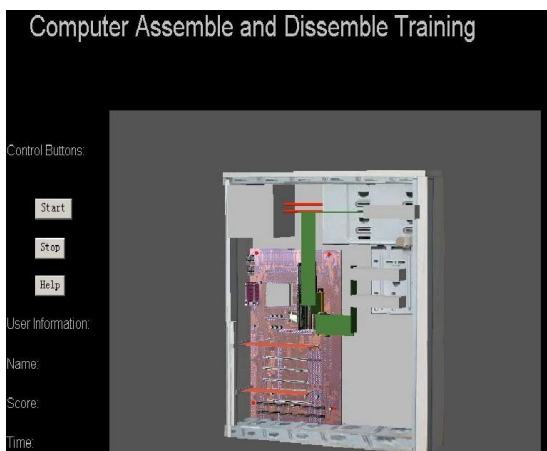 Computer Assemble and Dissemble Training
Control Buttons:
Start
Stop
Help
User Information:
Name:
Score:
Time: